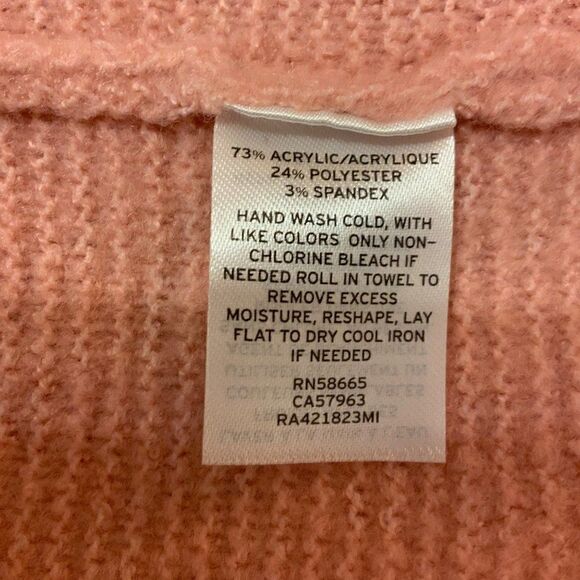 73% ACRYLIC/ACRYLIQUE
24% POLYESTER
3% SPANDEX
HAND WASH COLD, WITH
LIKE COLORS ONLY NON-
CHLORINE BLEACH IF
NEEDED ROLL IN TOWEL TO
REMOVE EXCESS
MOISTURE, RESHAPE, LAY
FLAT TO DRY COOL IRON
IF NEEDED
RN58665
CA57963
RA421823MI